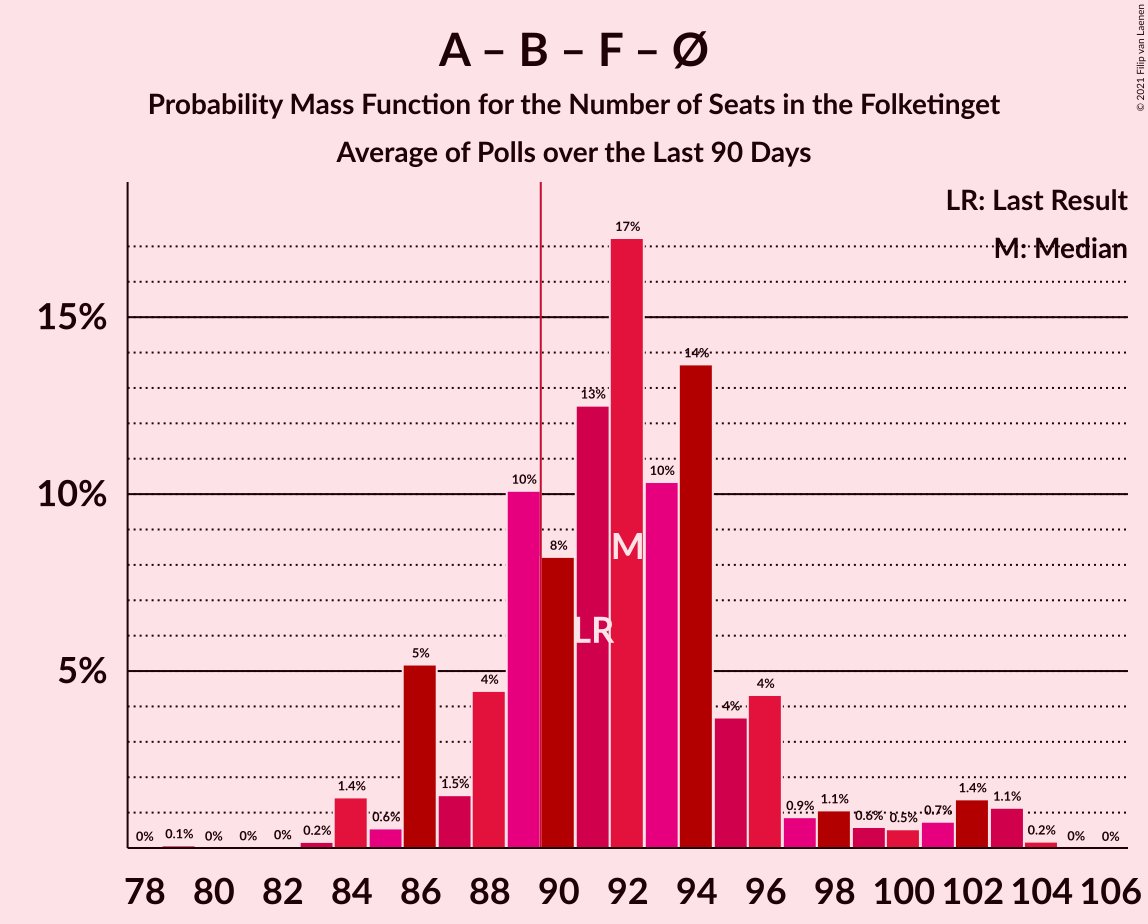 A – B – F – Ø
Probability Mass Function for the Number of Seats in the Folketinget
Average of Polls over the Last 90 Days
© 2021 Filip van Laenen
LR: Last Result
M: Median
15%
10%
5%
0% 0.1% 0% 0% 0% 0.2% 1.4% 0.6% 5% 1.5% 4% 10% 8% 13% 17% 10% 14% 4% 4% 0.9% 1.1% 0.6% 0.5% 0.7% 1.4% 1.1% 0.2% 0% 0%
M
LR
78 80 82 84 86 88 90 92 94 96 98 100 102 104 106